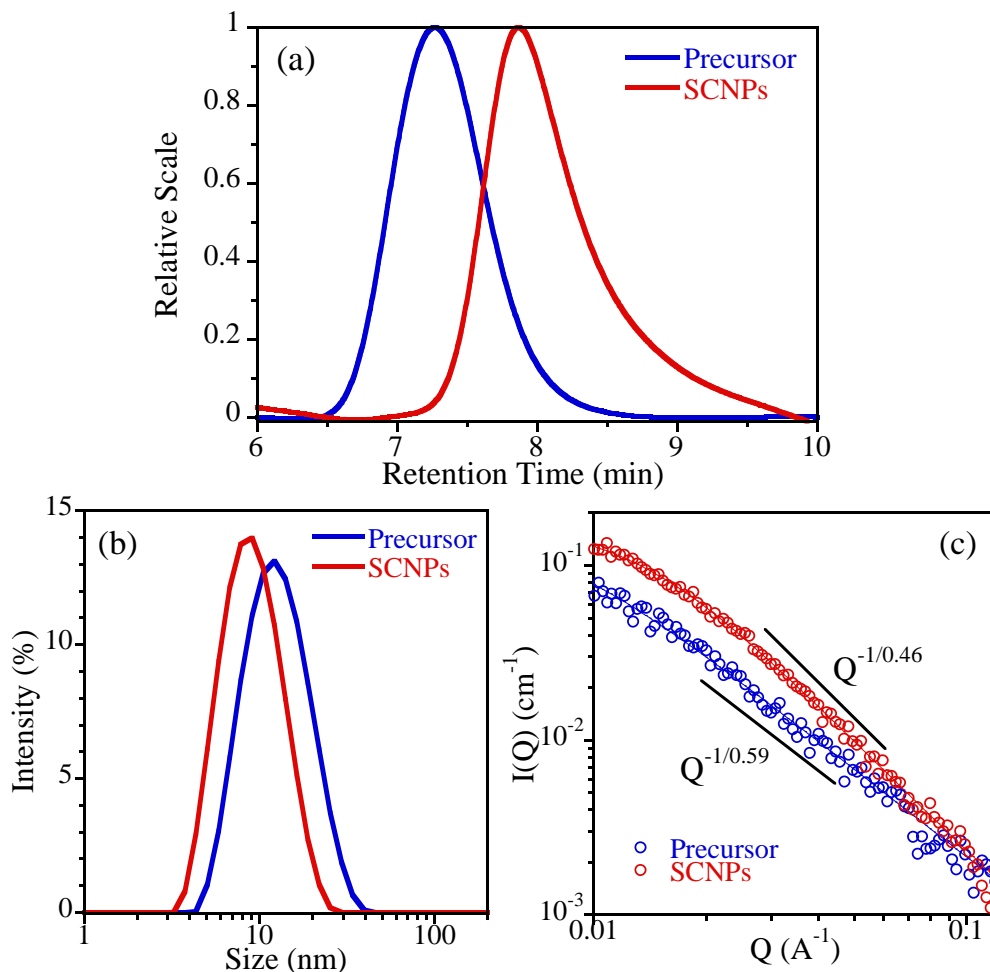 (a)
Precursor
SCNPs
Relative Scale
1
0.8
0.6
0.4
0.2
0
6
7
8
9
10
Retention Time (min)
(b)
Precursor
SCNPs
Intensity (%)
15
10
5
0
1
10
100
Size (nm)
(c)
I(Q) (cm⁻¹)
10⁻¹
10⁻²
10⁻³
Q⁻¹/⁰·⁴⁶
Q⁻¹/⁰·⁵⁹
Precursor
SCNPs
0.01
0.1
Q (A⁻¹)